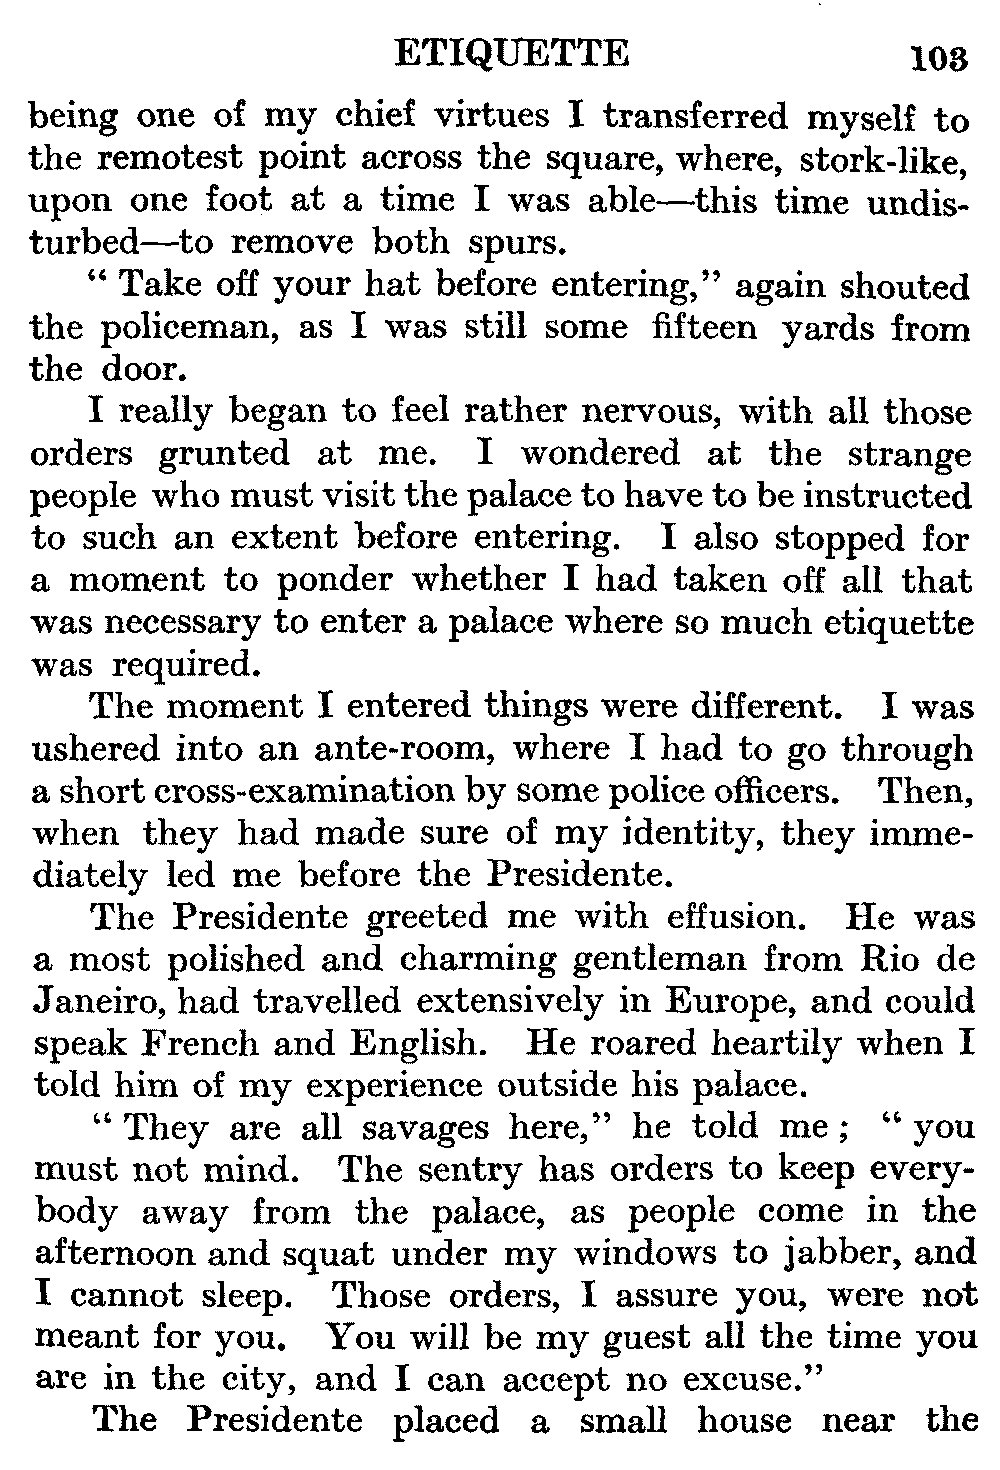 ETIQUETTE 103
being one of my chief virtues I transferred myself to
the remotest point across the square, where, stork-like,
upon one foot at a time I was able—this time undis-
turbed—to remove both spurs.
“ Take off your hat before entering,” again shouted
the policeman, as I was still some fifteen yards from
the door.
I really began to feel rather nervous, with all those
orders grunted at me. I wondered at the strange
people who must visit the palace to have to be instructed
to such an extent before entering. I also stopped for
a moment to ponder whether I had taken off all that
was necessary to enter a palace where so much etiquette
was required.
The moment I entered things were different. I was
ushered into an ante-room, where I had to go through
a short cross-examination by some police officers. Then,
when they had made sure of my identity, they imme-
diately led me before the Presidente.
The Presidente greeted me with effusion. He was
a most polished and charming gentleman from Rio de
Janeiro, had travelled extensively in Europe, and could
speak French and English. He roared heartily when I
told him of my experience outside his palace.
“ They are all savages here,” he told me ; “ you
must not mind. The sentry has orders to keep every-
body away from the palace, as people come in the
afternoon and squat under my windows to jabber, and
I cannot sleep. Those orders, I assure you, were not
meant for you. You will be my guest all the time you
are in the city, and I can accept no excuse.”
The Presidente placed a small house near the